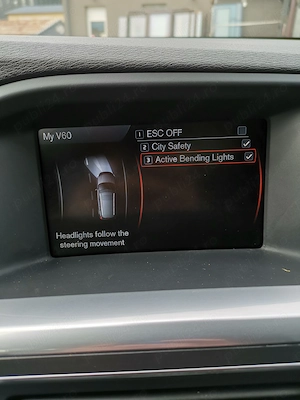 My V60
1 ESC OFF
2 City Safety
3 Active Bending Lights
Headlights follow the
steering movement